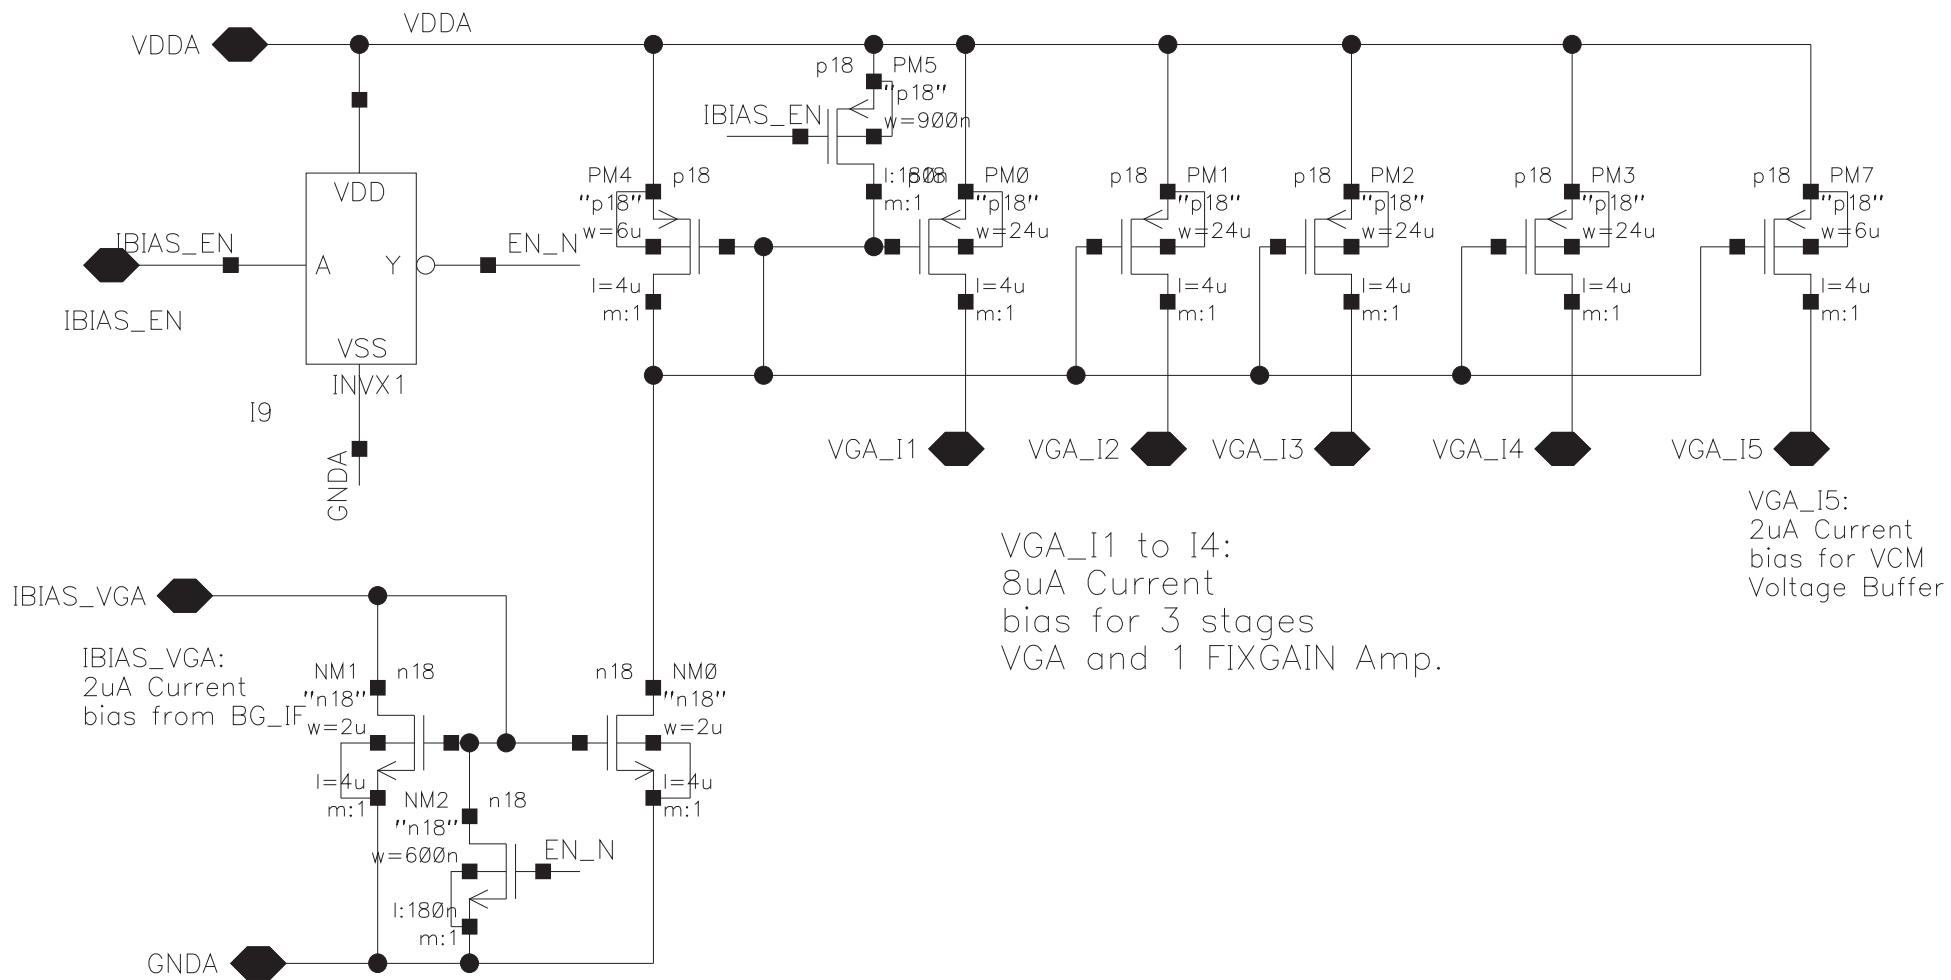 VDDA
VDDA
p18 PM5
"p18"
w=900n
l:180n
m:1
IBIAS_EN
VDD
IBIAS_EN
A
Y
EN_N
IBIAS_EN
VSS
INVX1
I9
GNDA
PM4 p18
"p18"
w=6u
l=4u
m:1
p18 PM0
"p18"
w=24u
l=4u
m:1
p18 PM1
"p18"
w=24u
l=4u
m:1
p18 PM2
"p18"
w=24u
l=4u
m:1
p18 PM3
"p18"
w=24u
l=4u
m:1
p18 PM7
"p18"
w=6u
l=4u
m:1
VGA_I1
VGA_I2
VGA_I3
VGA_I4
VGA_I5
VGA_I5:
2uA Current
bias for VCM
Voltage Buffer
VGA_I1 to I4:
8uA Current
bias for 3 stages
VGA and 1 FIXGAIN Amp.
IBIAS_VGA
IBIAS_VGA:
2uA Current
bias from BG_IF
NM1 n18
"n18"
w=2u
l=4u
m:1
n18 NM0
"n18"
w=2u
l=4u
m:1
NM2 n18
"n18"
w=600n
l:180n
m:1
EN_N
GNDA